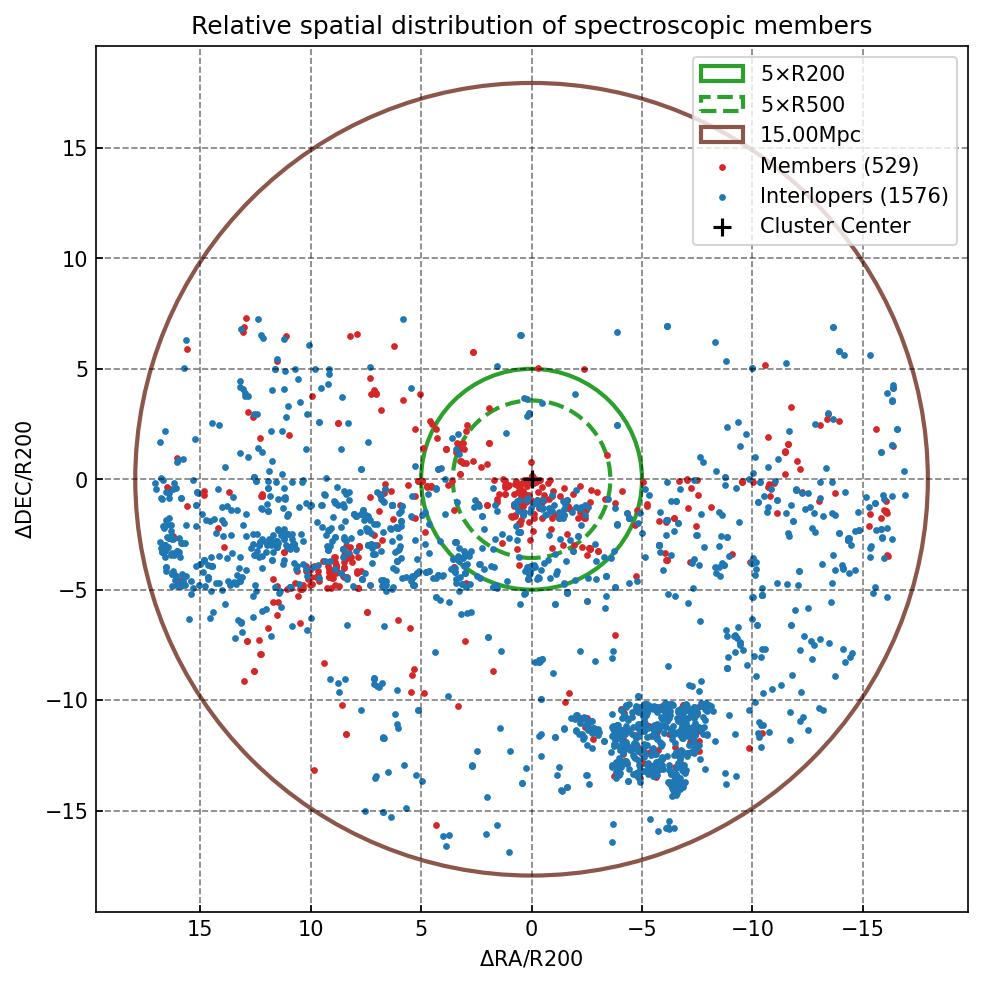 Relative spatial distribution of spectroscopic members
5×R200
5×R500
15.00Mpc
Members (529)
Interlopers (1576)
Cluster Center
15
10
5
0
−5
−10
−15
ΔDEC/R200
15
10
5
0
−5
−10
−15
ΔRA/R200